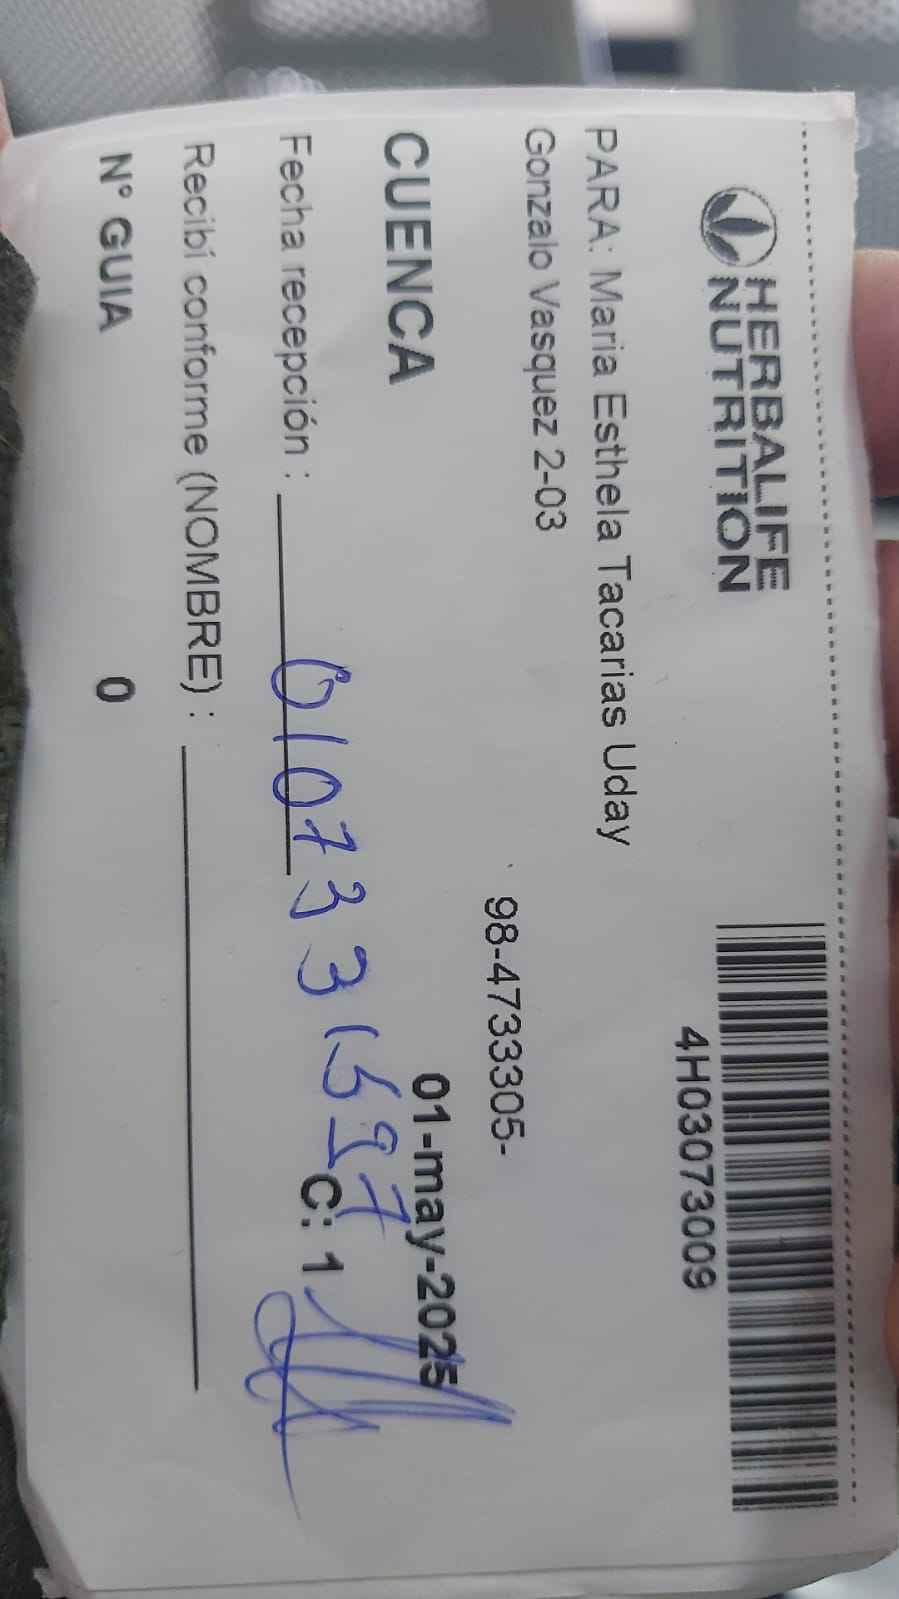 HERBALIFE
NUTRITION
4H03073009
PARA: Maria Esthela Tacarias Uday
Gonzalo Vasquez 2-03
98-4733305-
CUENCA
01-may-2025
Fecha recepción :
C: 1
Recibí conforme (NOMBRE) :
N° GUIA 0